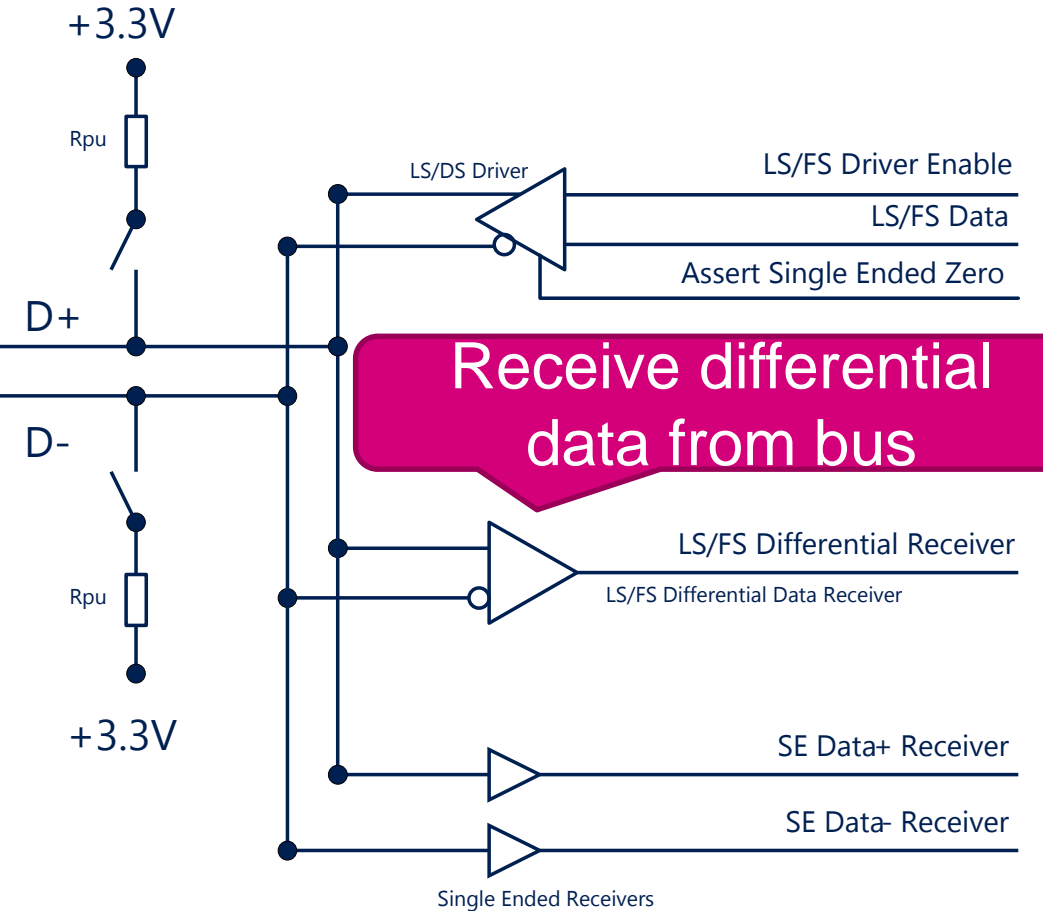 +3.3V
Rpu
LS/DS Driver
LS/FS Driver Enable
LS/FS Data
Assert Single Ended Zero
D+
Receive differential
data from bus
D-
LS/FS Differential Receiver
LS/FS Differential Data Receiver
Rpu
+3.3V
SE Data+ Receiver
SE Data- Receiver
Single Ended Receivers